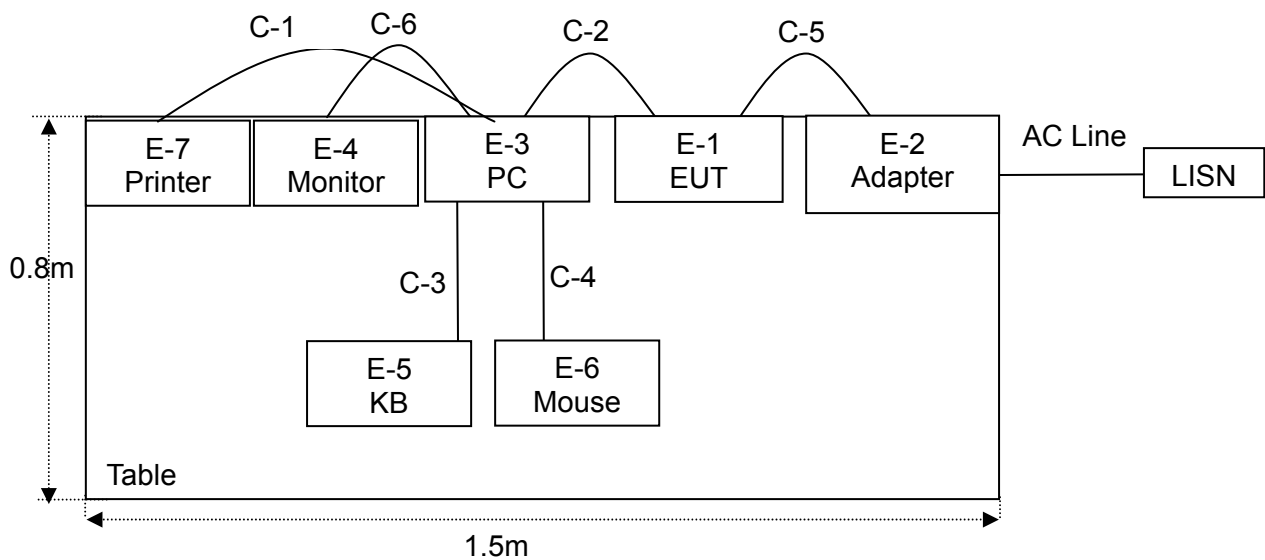 C-1
C-6
C-2
C-5
E-7
Printer
E-4
Monitor
E-3
PC
E-1
EUT
E-2
Adapter
AC Line
LISN
0.8m
C-3
C-4
E-5
KB
E-6
Mouse
Table
1.5m